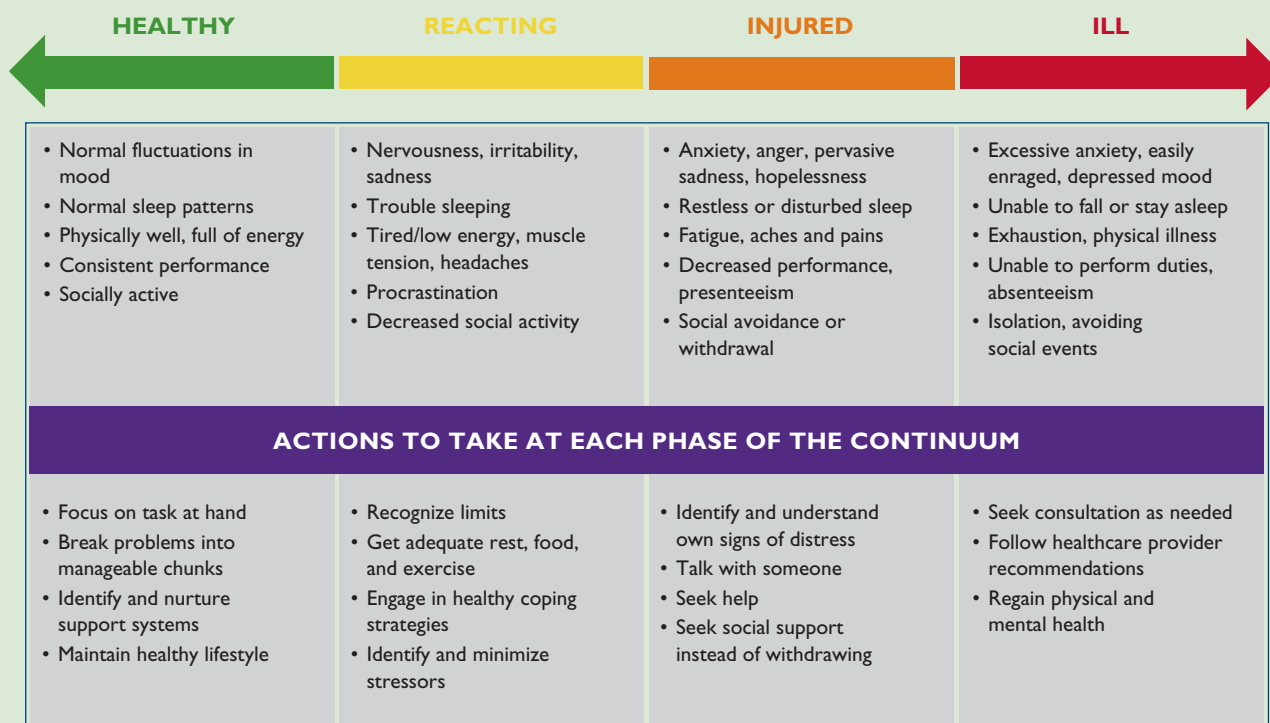 HEALTHY
REACTING
INJURED
ILL
• Normal fluctuations in
mood
• Normal sleep patterns
• Physically well, full of energy
• Consistent performance
• Socially active
• Nervousness, irritability,
sadness
• Trouble sleeping
• Tired/low energy, muscle
tension, headaches
• Procrastination
• Decreased social activity
• Anxiety, anger, pervasive
sadness, hopelessness
• Restless or disturbed sleep
• Fatigue, aches and pains
• Decreased performance,
presenteeism
• Social avoidance or
withdrawal
• Excessive anxiety, easily
enraged, depressed mood
• Unable to fall or stay asleep
• Exhaustion, physical illness
• Unable to perform duties,
absenteeism
• Isolation, avoiding
social events
ACTIONS TO TAKE AT EACH PHASE OF THE CONTINUUM
• Focus on task at hand
• Break problems into
manageable chunks
• Identify and nurture
support systems
• Maintain healthy lifestyle
• Recognize limits
• Get adequate rest, food,
and exercise
• Engage in healthy coping
strategies
• Identify and minimize
stressors
• Identify and understand
own signs of distress
• Talk with someone
• Seek help
• Seek social support
instead of withdrawing
• Seek consultation as needed
• Follow healthcare provider
recommendations
• Regain physical and
mental health